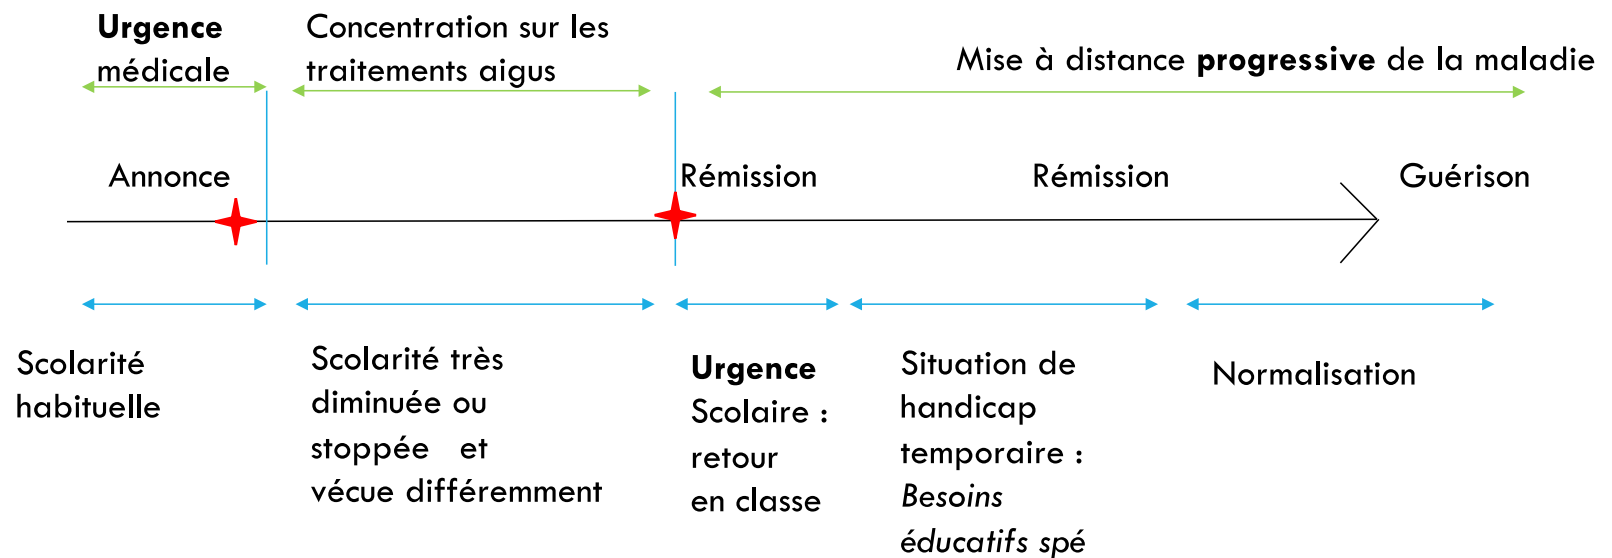 Urgence
médicale
Concentration sur les
traitements aigus
Mise à distance progressive de la maladie
Annonce
Rémission
Rémission
Guérison
Scolarité
habituelle
Scolarité très
diminuée ou
stoppée et
vécue différemment
Urgence
Scolaire :
retour
en classe
Situation de
handicap
temporaire :
Besoins
éducatifs spé
Normalisation